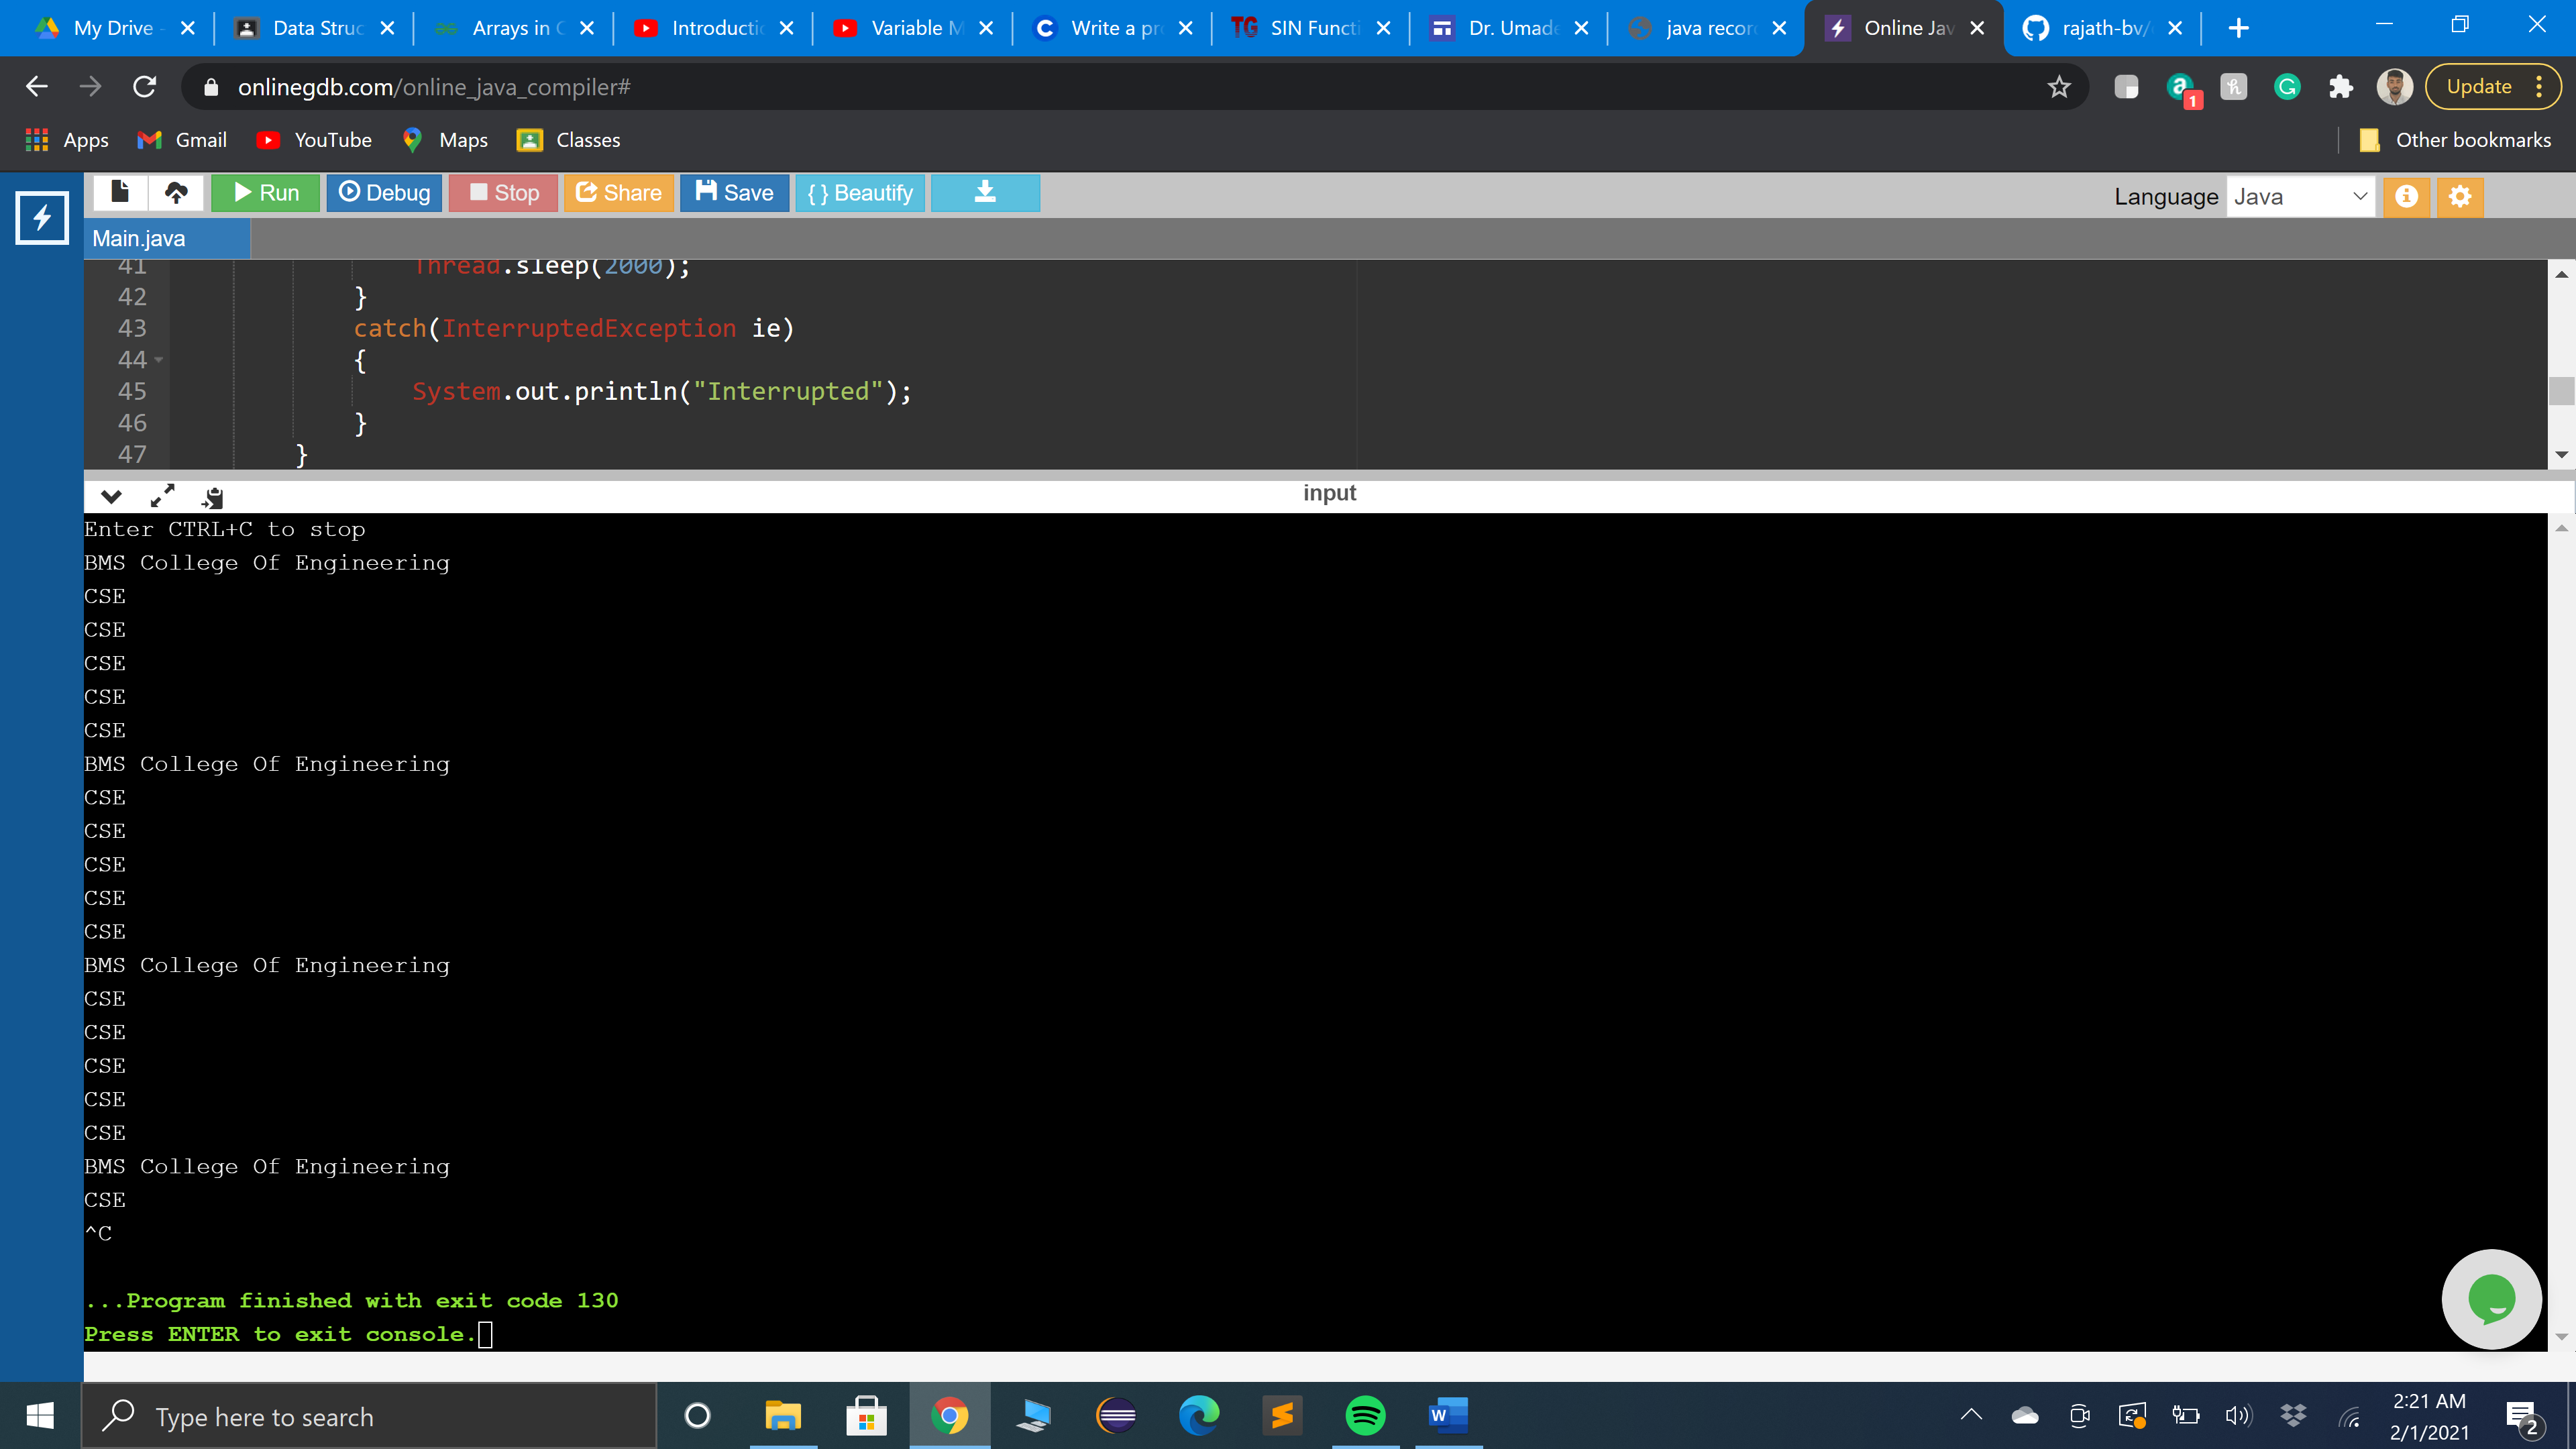 My Drive -
Data Struc
Arrays in C
Introductio
Variable M
Write a pro
SIN Functi
Dr. Umade
java recor
Online Jav
rajath-bv/
onlinegdb.com/online_java_compiler#
Update
Apps
Gmail
YouTube
Maps
Classes
Other bookmarks
Run
Debug
Stop
Share
Save
{ } Beautify
Language
Java
Main.java
41 Thread.sleep(2000);
42 }
43 catch(InterruptedException ie)
44 {
45 System.out.println("Interrupted");
46 }
47 }
input
Enter CTRL+C to stop
BMS College Of Engineering
CSE
CSE
CSE
CSE
CSE
BMS College Of Engineering
CSE
CSE
CSE
CSE
CSE
BMS College Of Engineering
CSE
CSE
CSE
CSE
CSE
BMS College Of Engineering
CSE
^C
...Program finished with exit code 130
Press ENTER to exit console.
Type here to search
2:21 AM
2/1/2021
2